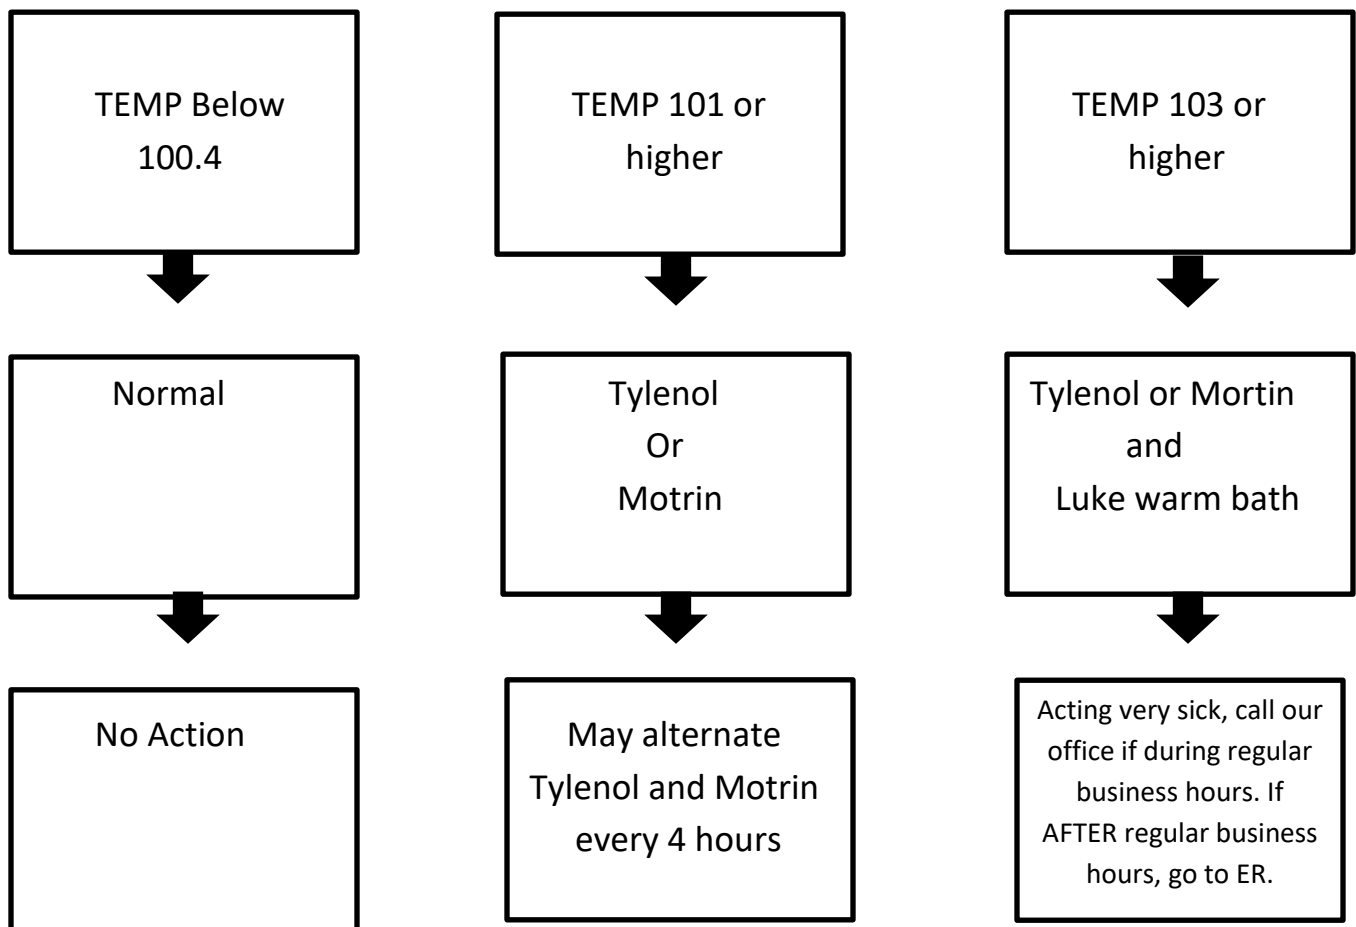 TEMP Below
100.4
Normal
No Action
TEMP 101 or
higher
Tylenol
Or
Motrin
May alternate
Tylenol and Motrin
every 4 hours
TEMP 103 or
higher
Tylenol or Mortin
and
Luke warm bath
Acting very sick, call our
office if during regular
business hours. If
AFTER regular business
hours, go to ER.